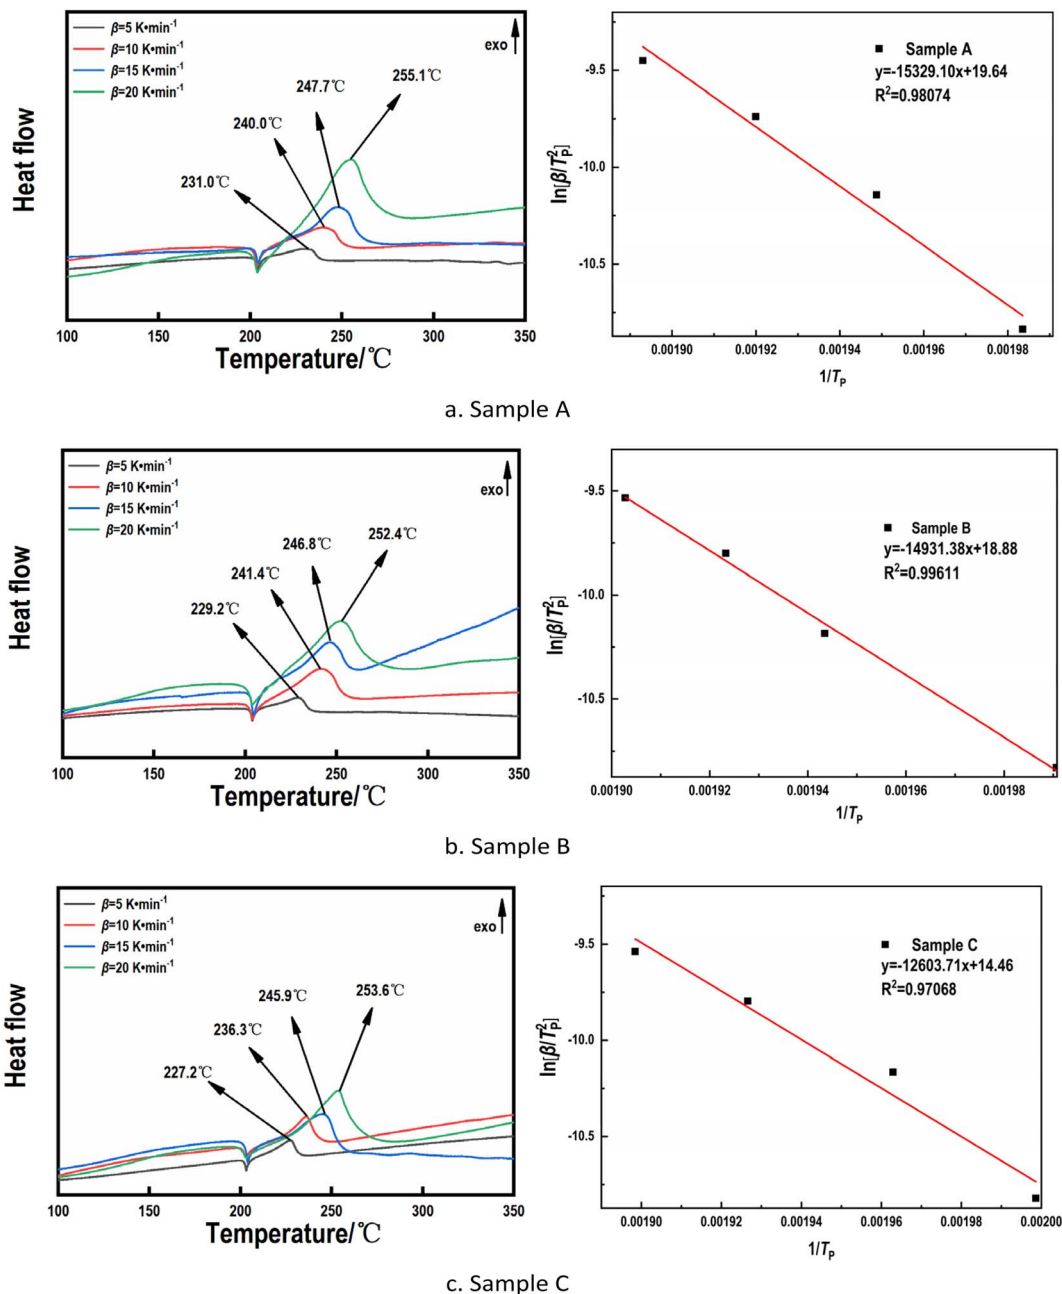 β=5 K•min⁻¹
β=10 K•min⁻¹
β=15 K•min⁻¹
β=20 K•min⁻¹
exo
231.0℃
240.0℃
247.7℃
255.1℃
Heat flow
100 150 200 250 300 350
Temperature/℃
Sample A
y=-15329.10x+19.64
R²=0.98074
ln[β/T²P]
-9.5
-10.0
-10.5
0.00190 0.00192 0.00194 0.00196 0.00198
1/TP
a. Sample A
β=5 K•min⁻¹
β=10 K•min⁻¹
β=15 K•min⁻¹
β=20 K•min⁻¹
exo
229.2℃
241.4℃
246.8℃
252.4℃
Heat flow
100 150 200 250 300 350
Temperature/℃
Sample B
y=-14931.38x+18.88
R²=0.99611
ln[β/T²P]
-9.5
-10.0
-10.5
0.00190 0.00192 0.00194 0.00196 0.00198
1/TP
b. Sample B
β=5 K•min⁻¹
β=10 K•min⁻¹
β=15 K•min⁻¹
β=20 K•min⁻¹
exo
227.2℃
236.3℃
245.9℃
253.6℃
Heat flow
100 150 200 250 300 350
Temperature/℃
Sample C
y=-12603.71x+14.46
R²=0.97068
ln[β/T²P]
-9.5
-10.0
-10.5
0.00190 0.00192 0.00194 0.00196 0.00198 0.00200
1/TP
c. Sample C